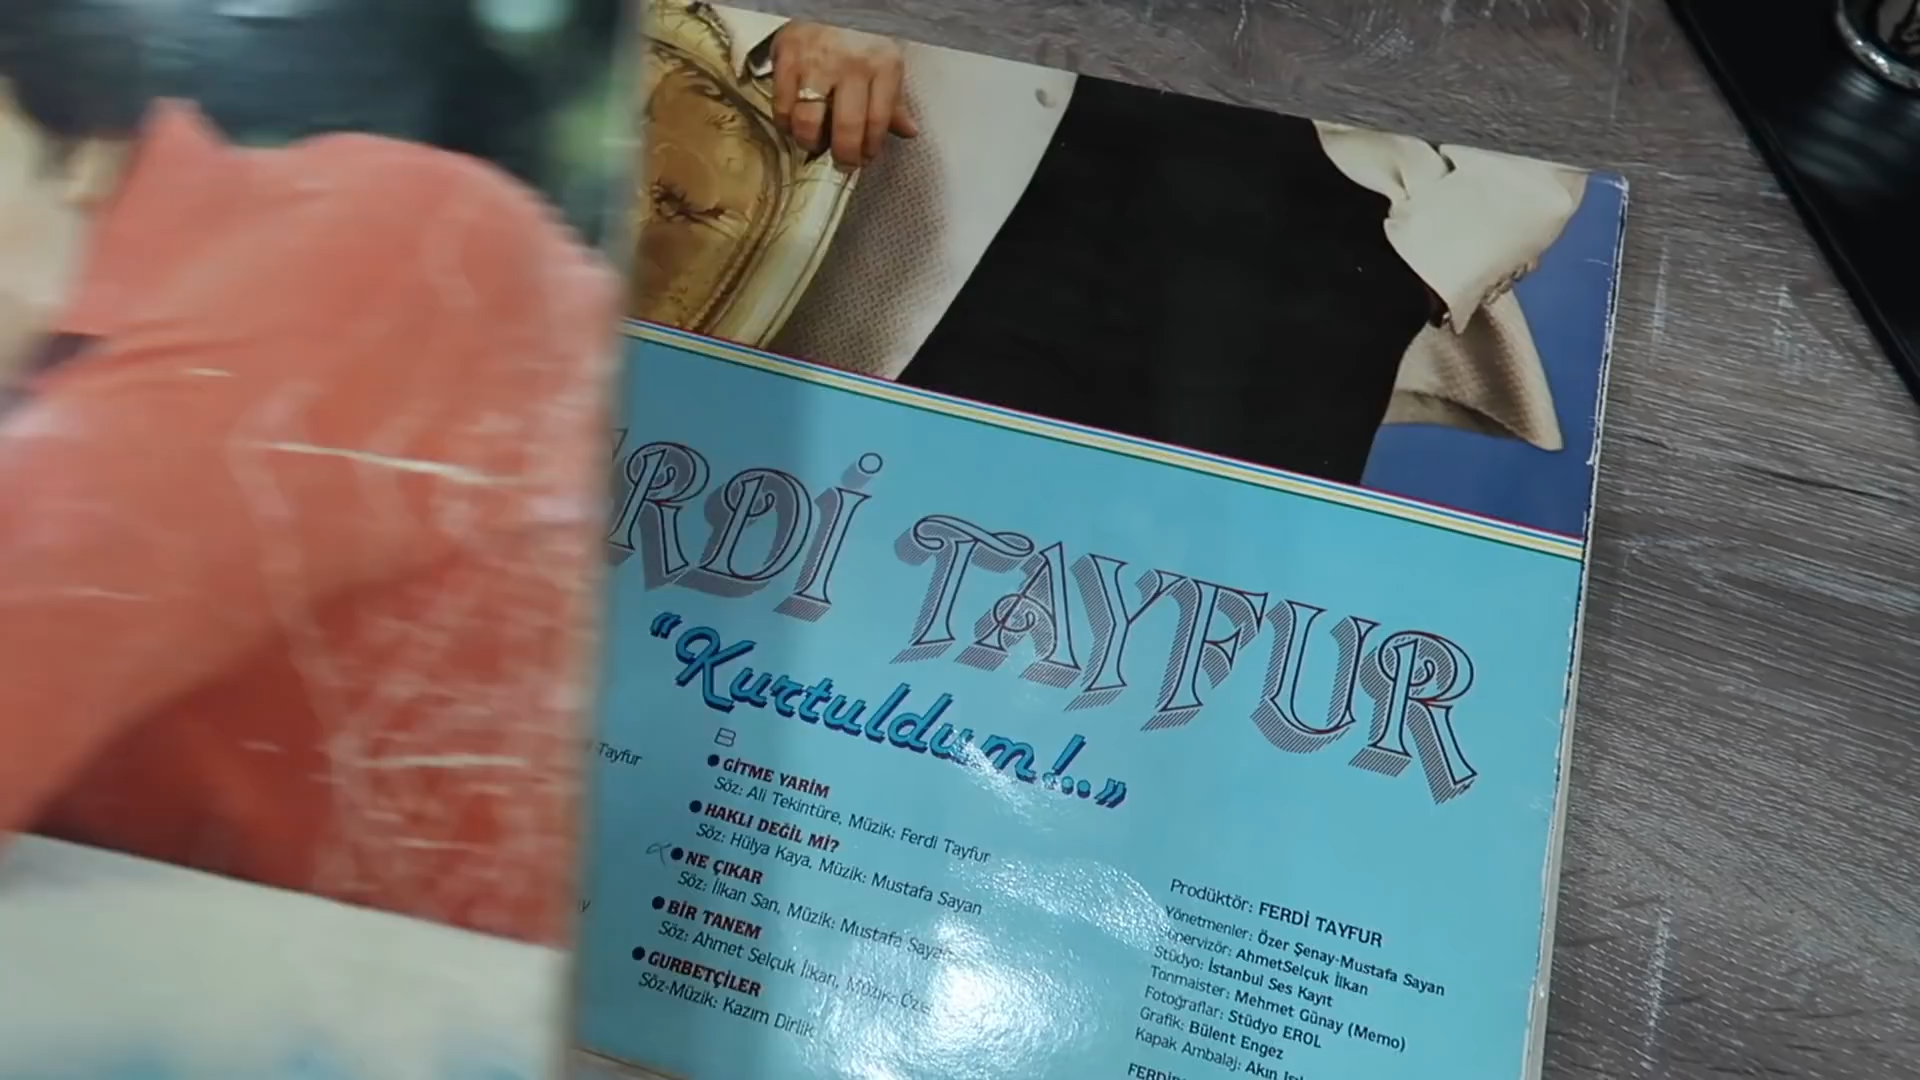 RDİ TAYFUR
"Kurtuldum!.."
Tayfur
B
● GİTME YARİM
Söz: Ali Tekintüre, Müzik: Ferdi Tayfur
● HAKLI DEĞİL Mİ?
Söz: Hülya Kaya, Müzik: Mustafa Sayan
● NE ÇIKAR
Söz: İlkan San, Müzik: Mustafa Sayan
● BİR TANEM
Söz: Ahmet Selçuk İlkan, Müzik:
● GURBETÇİLER
Söz-Müzik: Kazım Dirlik
Prodüktör: FERDİ TAYFUR
Yönetmenler: Özer Şenay-Mustafa Sayan
pervizör: AhmetSelçuk İlkan
Stüdyo: İstanbul Ses Kayıt
Tonmaister: Mehmet Günay (Memo)
Fotoğraflar: Stüdyo EROL
Grafik: Bülent Engez
Kapak Ambalaj: Akın